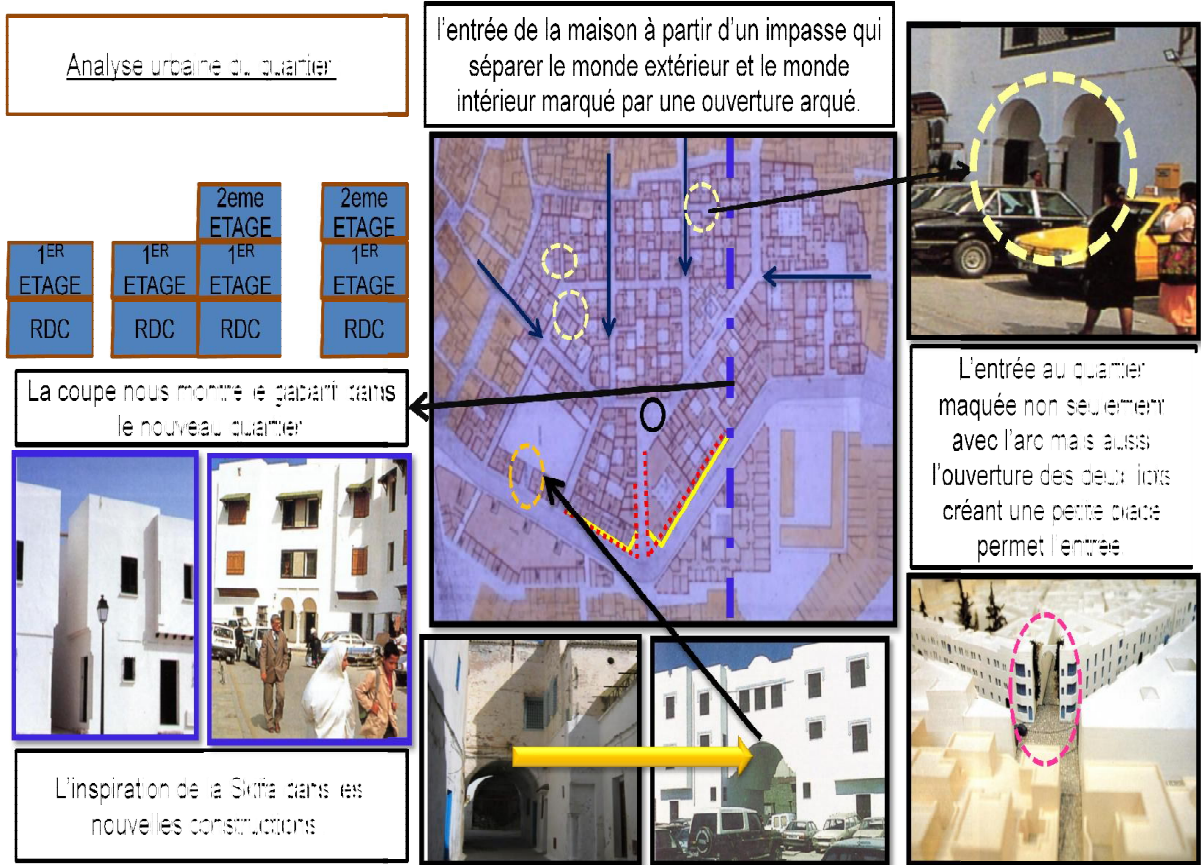 Analyse urbaine du quartier
l'entrée de la maison à partir d'un impasse qui
séparer le monde extérieur et le monde
intérieur marqué par une ouverture arqué.
2eme
ETAGE
2eme
ETAGE
1ER
ETAGE
1ER
ETAGE
1ER
ETAGE
1ER
ETAGE
RDC
RDC
RDC
RDC
La coupe nous montre le gabarit dans
le nouveau quartier
L'entrée au quartier
maquée non seulement
avec l'arc mais aussi
l'ouverture des deux ilots
créant une petite place
permet l'entrée.
L'inspiration de la Skifa dans les
nouvelles constructions